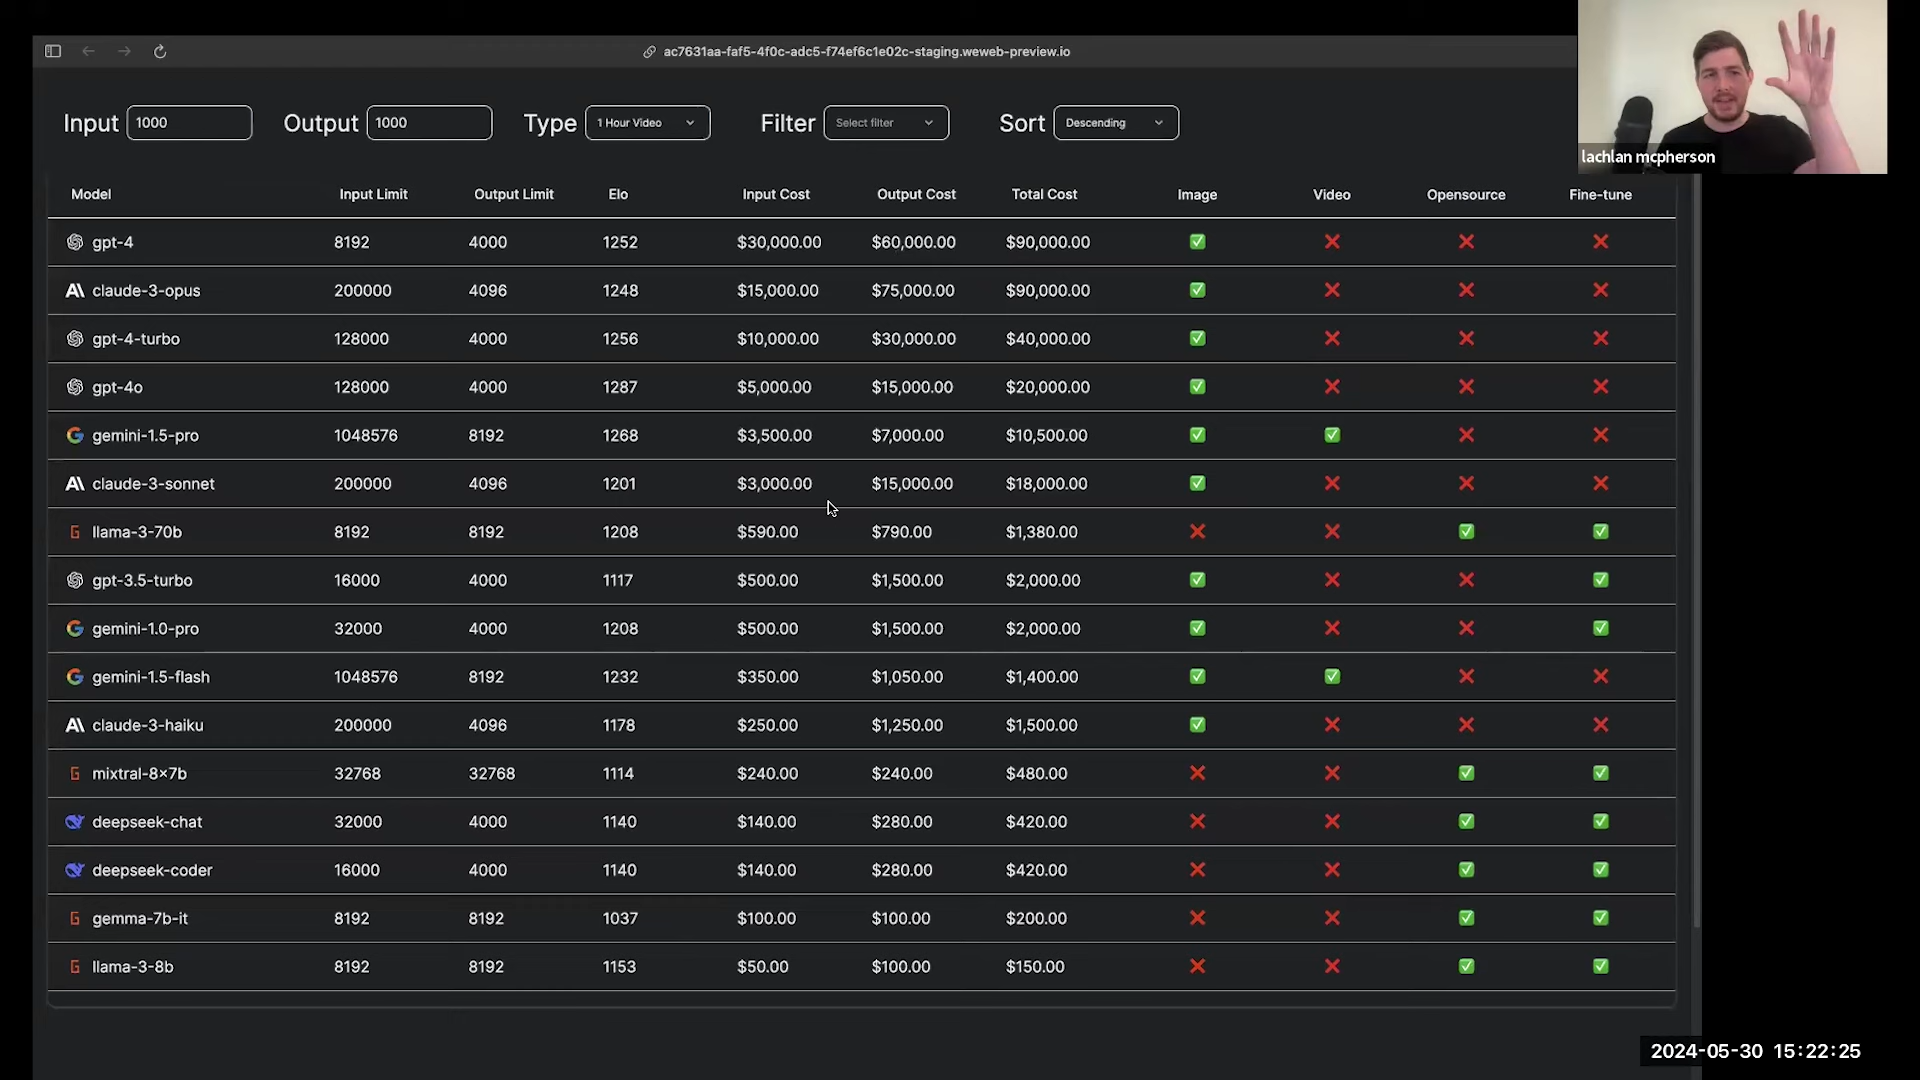 ac7631aa-faf5-4f0c-adc5-f74ef6c1e02c-staging.weweb-preview.io
lachlan mcpherson
Input 1000 Output 1000 Type 1 Hour Video Filter Select filter Sort Descending
Model Input Limit Output Limit Elo Input Cost Output Cost Total Cost Image Video Opensource Fine-tune
gpt-4 8192 4000 1252 $30,000.00 $60,000.00 $90,000.00 ✅ ❌ ❌ ❌
claude-3-opus 200000 4096 1248 $15,000.00 $75,000.00 $90,000.00 ✅ ❌ ❌ ❌
gpt-4-turbo 128000 4000 1256 $10,000.00 $30,000.00 $40,000.00 ✅ ❌ ❌ ❌
gpt-4o 128000 4000 1287 $5,000.00 $15,000.00 $20,000.00 ✅ ❌ ❌ ❌
gemini-1.5-pro 1048576 8192 1268 $3,500.00 $7,000.00 $10,500.00 ✅ ✅ ❌ ❌
claude-3-sonnet 200000 4096 1201 $3,000.00 $15,000.00 $18,000.00 ✅ ❌ ❌ ❌
llama-3-70b 8192 8192 1208 $590.00 $790.00 $1,380.00 ❌ ❌ ✅ ✅
gpt-3.5-turbo 16000 4000 1117 $500.00 $1,500.00 $2,000.00 ✅ ❌ ❌ ✅
gemini-1.0-pro 32000 4000 1208 $500.00 $1,500.00 $2,000.00 ✅ ❌ ❌ ✅
gemini-1.5-flash 1048576 8192 1232 $350.00 $1,050.00 $1,400.00 ✅ ✅ ❌ ❌
claude-3-haiku 200000 4096 1178 $250.00 $1,250.00 $1,500.00 ✅ ❌ ❌ ❌
mixtral-8x7b 32768 32768 1114 $240.00 $240.00 $480.00 ❌ ❌ ✅ ✅
deepseek-chat 32000 4000 1140 $140.00 $280.00 $420.00 ❌ ❌ ✅ ✅
deepseek-coder 16000 4000 1140 $140.00 $280.00 $420.00 ❌ ❌ ✅ ✅
gemma-7b-it 8192 8192 1037 $100.00 $100.00 $200.00 ❌ ❌ ✅ ✅
llama-3-8b 8192 8192 1153 $50.00 $100.00 $150.00 ❌ ❌ ✅ ✅
2024-05-30 15:22:25